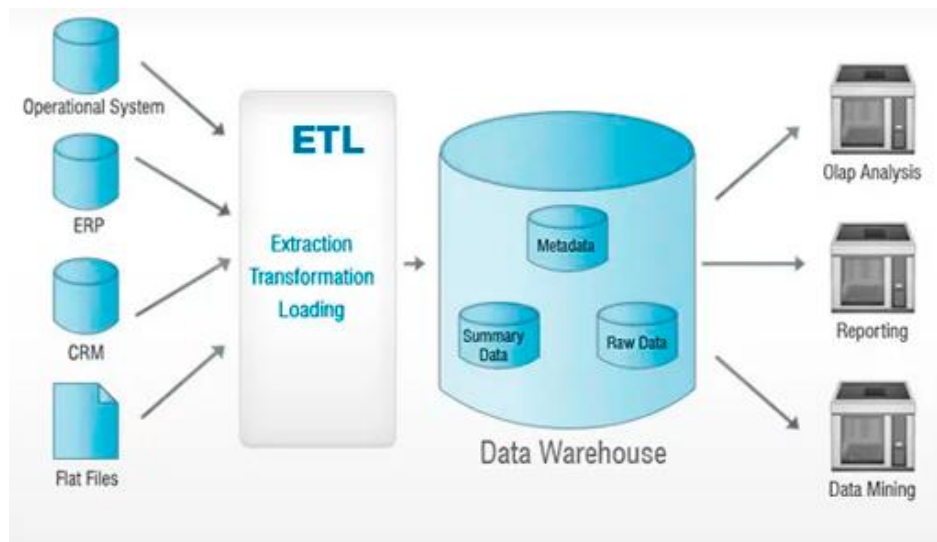 Operational System
ERP
CRM
Flat Files
ETL
Extraction
Transformation
Loading
Metadata
Summary
Data
Raw Data
Data Warehouse
Olap Analysis
Reporting
Data Mining